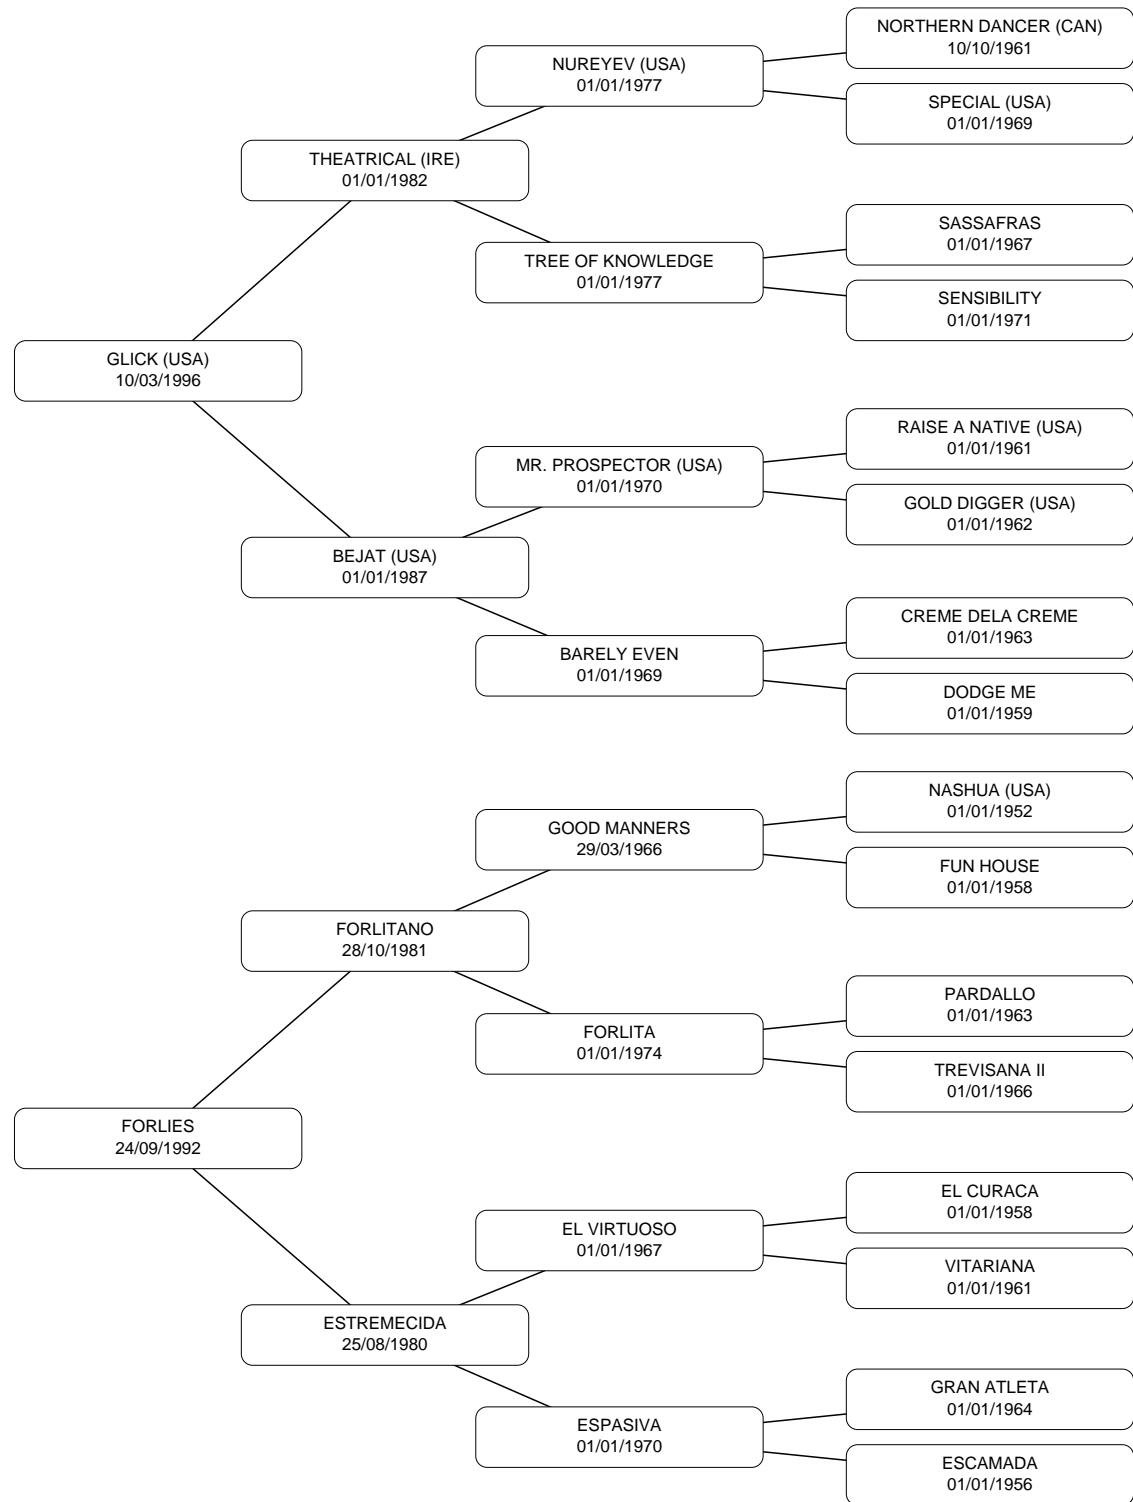 NORTHERN DANCER (CAN)
10/10/1961
NUREYEV (USA)
01/01/1977
SPECIAL (USA)
01/01/1969
THEATRICAL (IRE)
01/01/1982
SASSAFRAS
01/01/1967
TREE OF KNOWLEDGE
01/01/1977
SENSIBILITY
01/01/1971
GLICK (USA)
10/03/1996
RAISE A NATIVE (USA)
01/01/1961
MR. PROSPECTOR (USA)
01/01/1970
GOLD DIGGER (USA)
01/01/1962
BEJAT (USA)
01/01/1987
CREME DELA CREME
01/01/1963
BARELY EVEN
01/01/1969
DODGE ME
01/01/1959
NASHUA (USA)
01/01/1952
GOOD MANNERS
29/03/1966
FUN HOUSE
01/01/1958
FORLITANO
28/10/1981
PARDALLO
01/01/1963
FORLITA
01/01/1974
TREVISANA II
01/01/1966
FORLIES
24/09/1992
EL CURACA
01/01/1958
EL VIRTUOSO
01/01/1967
VITARIANA
01/01/1961
ESTREMECIDA
25/08/1980
GRAN ATLETA
01/01/1964
ESPASIVA
01/01/1970
ESCAMADA
01/01/1956